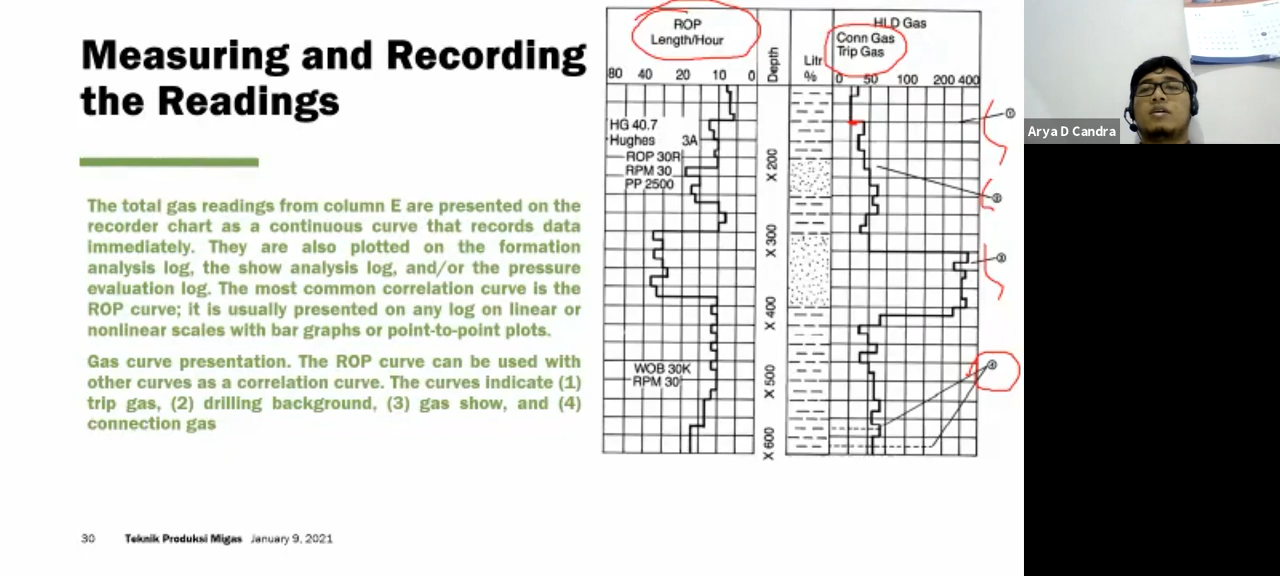 Measuring and Recording
the Readings
The total gas readings from column E are presented on the
recorder chart as a continuous curve that records data
immediately. They are also plotted on the formation
analysis log, the show analysis log, and/or the pressure
evaluation log. The most common correlation curve is the
ROP curve; it is usually presented on any log on linear or
nonlinear scales with bar graphs or point-to-point plots.
Gas curve presentation. The ROP curve can be used with
other curves as a correlation curve. The curves indicate (1)
trip gas, (2) drilling background, (3) gas show, and (4)
connection gas
30 Teknik Produksi Migas January 9, 2021
ROP
Length/Hour
80 40 20 10 0
Depth
Litr
%
HLD Gas
Conn Gas
Trip Gas
0 50 100 200 400
HG 40.7
Hughes 3A
ROP 30R
RPM 30
PP 2500
WOB 30K
RPM 30
X 200
X 300
X 400
X 500
X 600
1
2
3
4
Arya D Candra